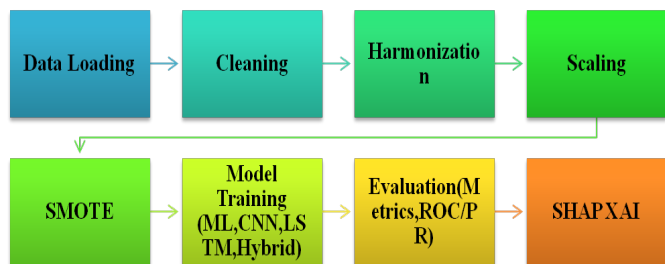 Data Loading
Cleaning
Harmonizatio
n
Scaling
SMOTE
Model
Training
(ML,CNN,LS
TM,Hybrid)
Evaluation(M
etrics,ROC/P
R)
SHAPXAI